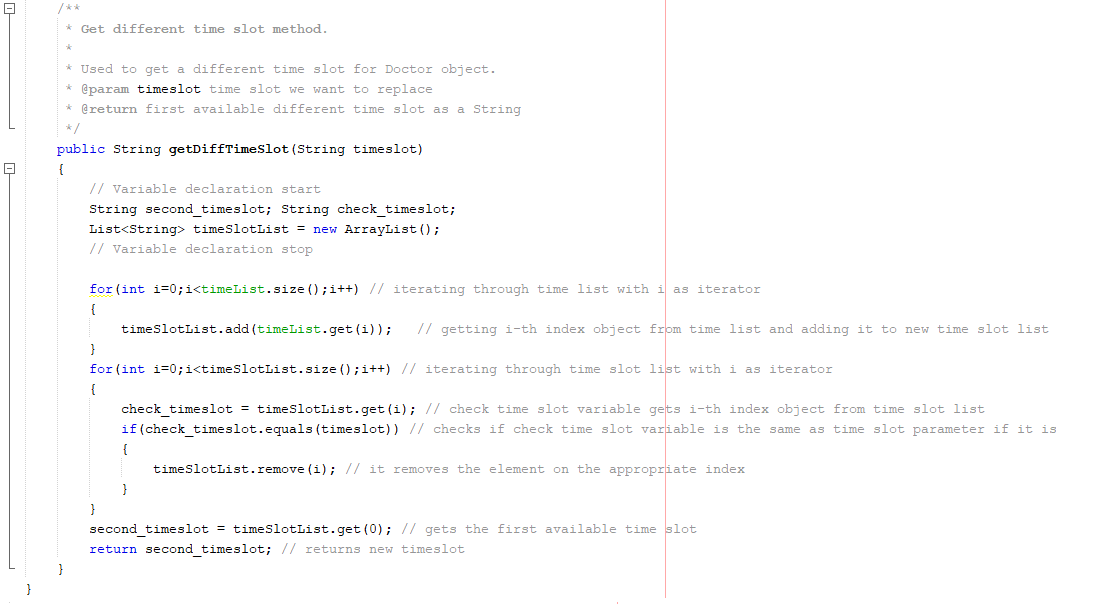 /**
* Get different time slot method.
*
* Used to get a different time slot for Doctor object.
* @param timeslot time slot we want to replace
* @return first available different time slot as a String
*/
public String getDiffTimeSlot(String timeslot)
{
// Variable declaration start
String second_timeslot; String check_timeslot;
List<String> timeSlotList = new ArrayList();
// Variable declaration stop
for(int i=0;i<timeList.size();i++) // iterating through time list with i as iterator
{
timeSlotList.add(timeList.get(i)); // getting i-th index object from time list and adding it to new time slot list
}
for(int i=0;i<timeSlotList.size();i++) // iterating through time slot list with i as iterator
{
check_timeslot = timeSlotList.get(i); // check time slot variable gets i-th index object from time slot list
if(check_timeslot.equals(timeslot)) // checks if check time slot variable is the same as time slot parameter if it is
{
timeSlotList.remove(i); // it removes the element on the appropriate index
}
}
second_timeslot = timeSlotList.get(0); // gets the first available time slot
return second_timeslot; // returns new timeslot
}
}